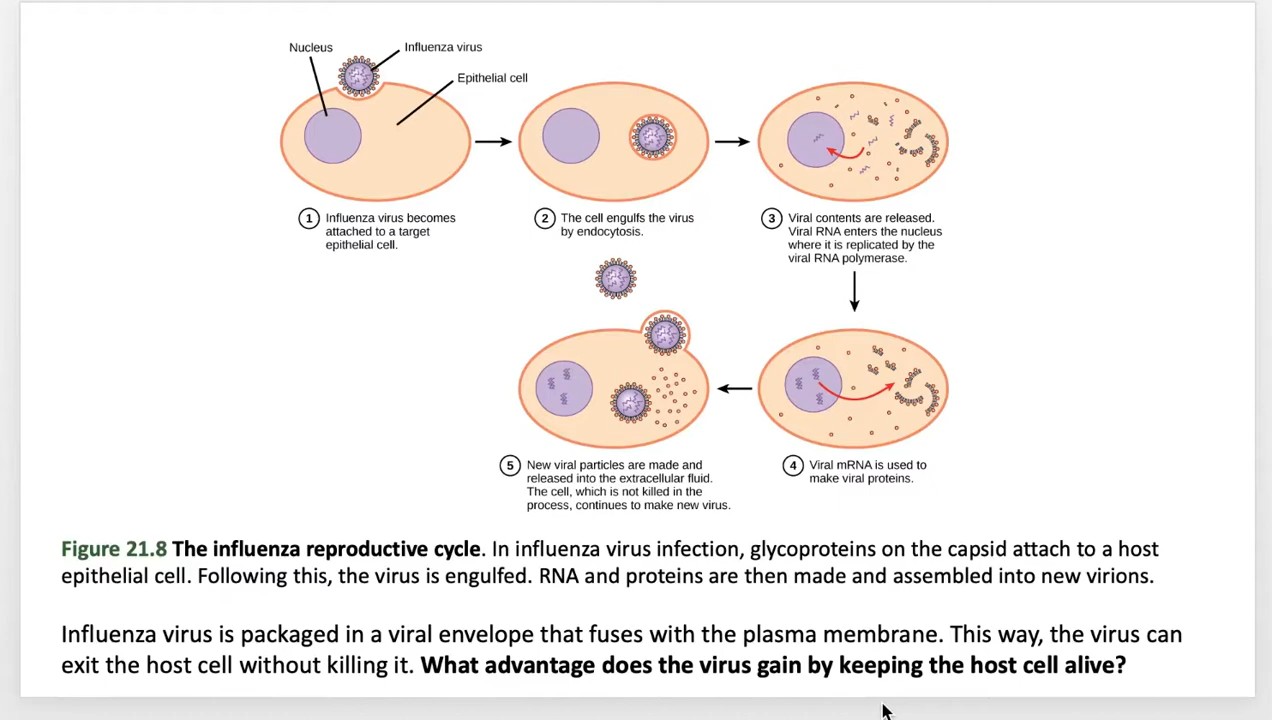 Nucleus
Influenza virus
Epithelial cell
1 Influenza virus becomes
attached to a target
epithelial cell.
2 The cell engulfs the virus
by endocytosis.
3 Viral contents are released.
Viral RNA enters the nucleus
where it is replicated by the
viral RNA polymerase.
5 New viral particles are made and
released into the extracellular fluid.
The cell, which is not killed in the
process, continues to make new virus.
4 Viral mRNA is used to
make viral proteins.
Figure 21.8 The influenza reproductive cycle. In influenza virus infection, glycoproteins on the capsid attach to a host
epithelial cell. Following this, the virus is engulfed. RNA and proteins are then made and assembled into new virions.
Influenza virus is packaged in a viral envelope that fuses with the plasma membrane. This way, the virus can
exit the host cell without killing it. What advantage does the virus gain by keeping the host cell alive?